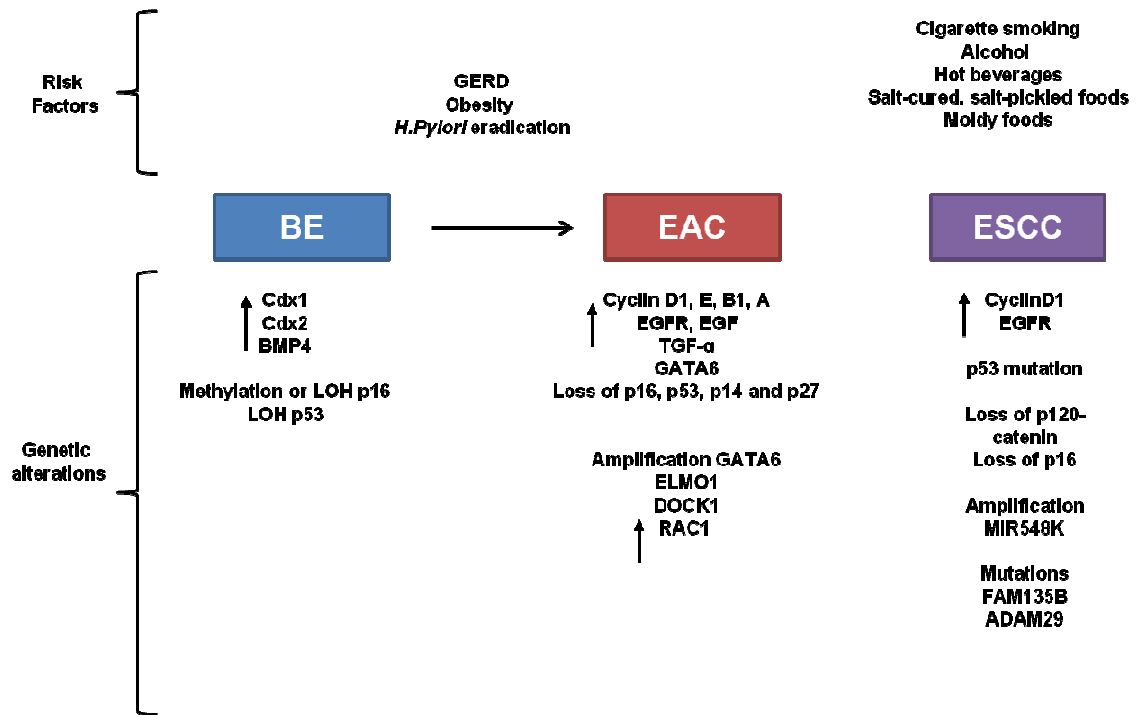 Risk
Factors
GERD
Obesity
H.Pylori eradication
Cigarette smoking
Alcohol
Hot beverages
Salt-cured. salt-pickled foods
Moldy foods
BE
EAC
ESCC
Genetic
alterations
Cdx1
Cdx2
BMP4
Methylation or LOH p16
LOH p53
Cyclin D1, E, B1, A
EGFR, EGF
TGF-α
GATA6
Loss of p16, p53, p14 and p27
Amplification GATA6
ELMO1
DOCK1
RAC1
CyclinD1
EGFR
p53 mutation
Loss of p120-
catenin
Loss of p16
Amplification
MIR548K
Mutations
FAM135B
ADAM29